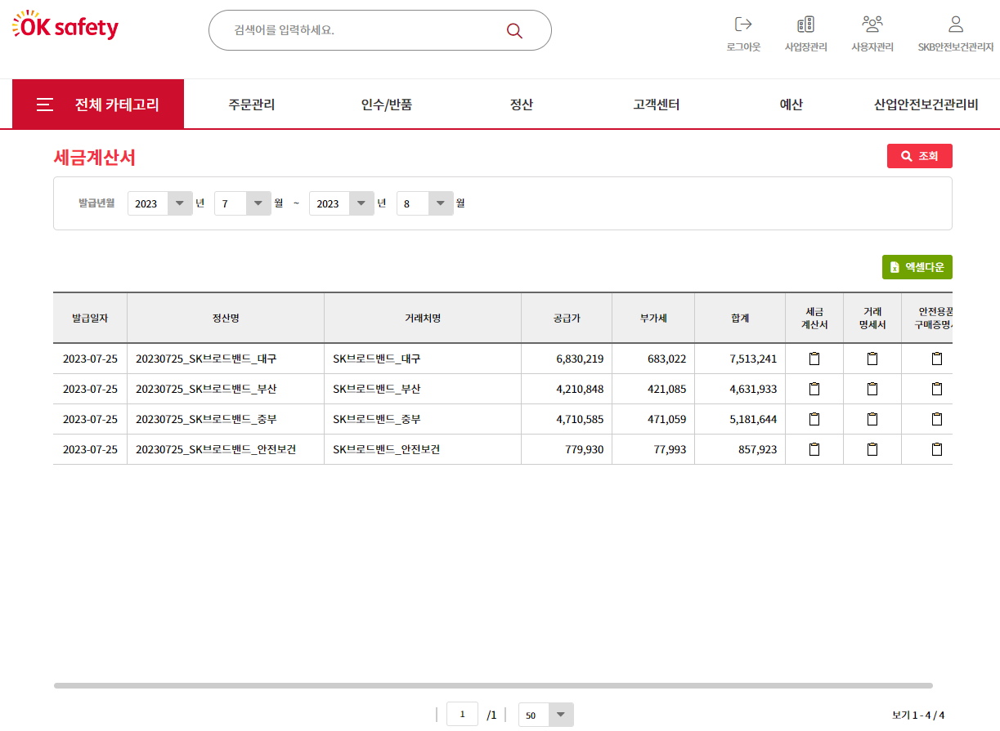 OK safety
검색어를 입력하세요.
로그아웃 사업장관리 사용자관리 SKB안전보건관리자
전체 카테고리 주문관리 인수/반품 정산 고객센터 예산 산업안전보건관리비
세금계산서 조회
발급년월 2023 년 7 월 ~ 2023 년 8 월
엑셀다운
발급일자 정산명 거래처명 공급가 부가세 합계 세금 계산서 거래 명세서 안전용품 구매증명
2023-07-25 20230725_SK브로드밴드_대구 SK브로드밴드_대구 6,830,219 683,022 7,513,241
2023-07-25 20230725_SK브로드밴드_부산 SK브로드밴드_부산 4,210,848 421,085 4,631,933
2023-07-25 20230725_SK브로드밴드_중부 SK브로드밴드_중부 4,710,585 471,059 5,181,644
2023-07-25 20230725_SK브로드밴드_안전보건 SK브로드밴드_안전보건 779,930 77,993 857,923
1 /1 50 보기 1 - 4 / 4